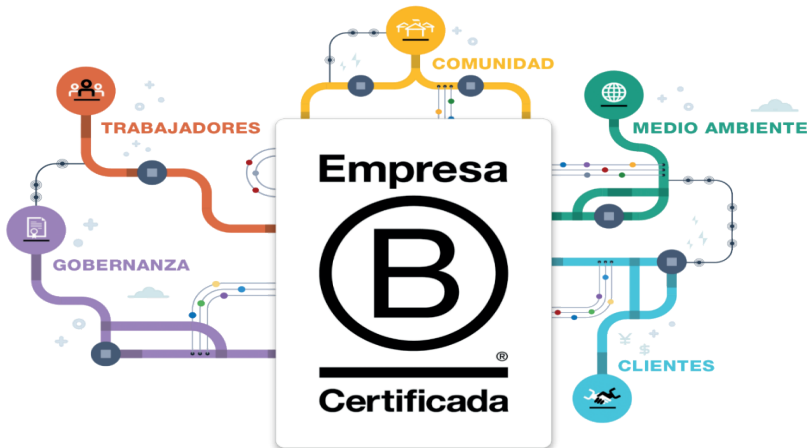 COMUNIDAD
TRABAJADORES
MEDIO AMBIENTE
Empresa
B
®
Certificada
GOBERNANZA
CLIENTES
¥
$